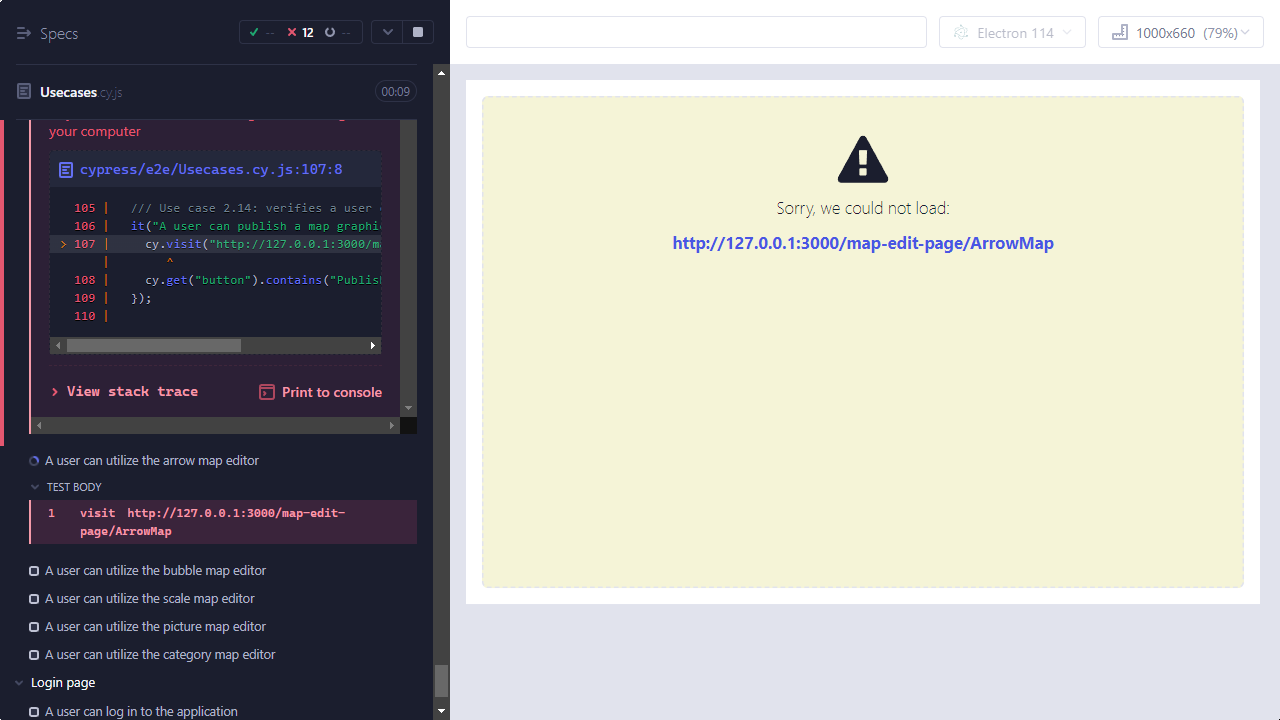 Specs
--
12
--
Usecases.cy.js
00:09
your computer
cypress/e2e/Usecases.cy.js:107:8
105 | /// Use case 2.14: verifies a user
106 | it("A user can publish a map graphi
> 107 | cy.visit("http://127.0.0.1:3000/ma
| ^
108 | cy.get("button").contains("Publish
109 | });
110 |
> View stack trace
Print to console
A user can utilize the arrow map editor
TEST BODY
1 visit http://127.0.0.1:3000/map-edit-
page/ArrowMap
A user can utilize the bubble map editor
A user can utilize the scale map editor
A user can utilize the picture map editor
A user can utilize the category map editor
Login page
A user can log in to the application
Electron 114
1000x660 (79%)
Sorry, we could not load:
http://127.0.0.1:3000/map-edit-page/ArrowMap